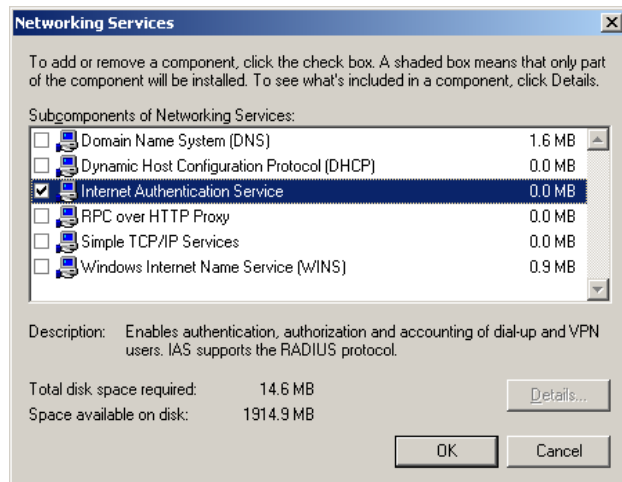 Networking Services
To add or remove a component, click the check box. A shaded box means that only part
of the component will be installed. To see what's included in a component, click Details.
Subcomponents of Networking Services:
Domain Name System (DNS) 1.6 MB
Dynamic Host Configuration Protocol (DHCP) 0.0 MB
Internet Authentication Service 0.0 MB
RPC over HTTP Proxy 0.0 MB
Simple TCP/IP Services 0.0 MB
Windows Internet Name Service (WINS) 0.9 MB
Description: Enables authentication, authorization and accounting of dial-up and VPN
users. IAS supports the RADIUS protocol.
Total disk space required: 14.6 MB
Details...
Space available on disk: 1914.9 MB
OK Cancel